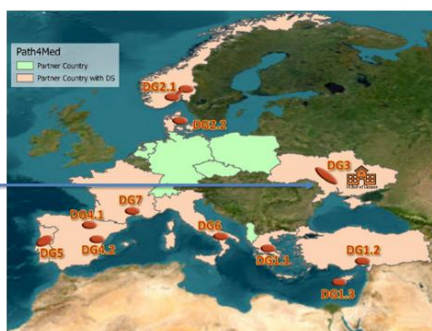 Path4Med
Partner Country
Partner Country with DS
DG2.1
DG2.2
DG3
DG7
DG4.1
DG6
DG5
DG4.2
DG1.1
DG1.2
DG1.3